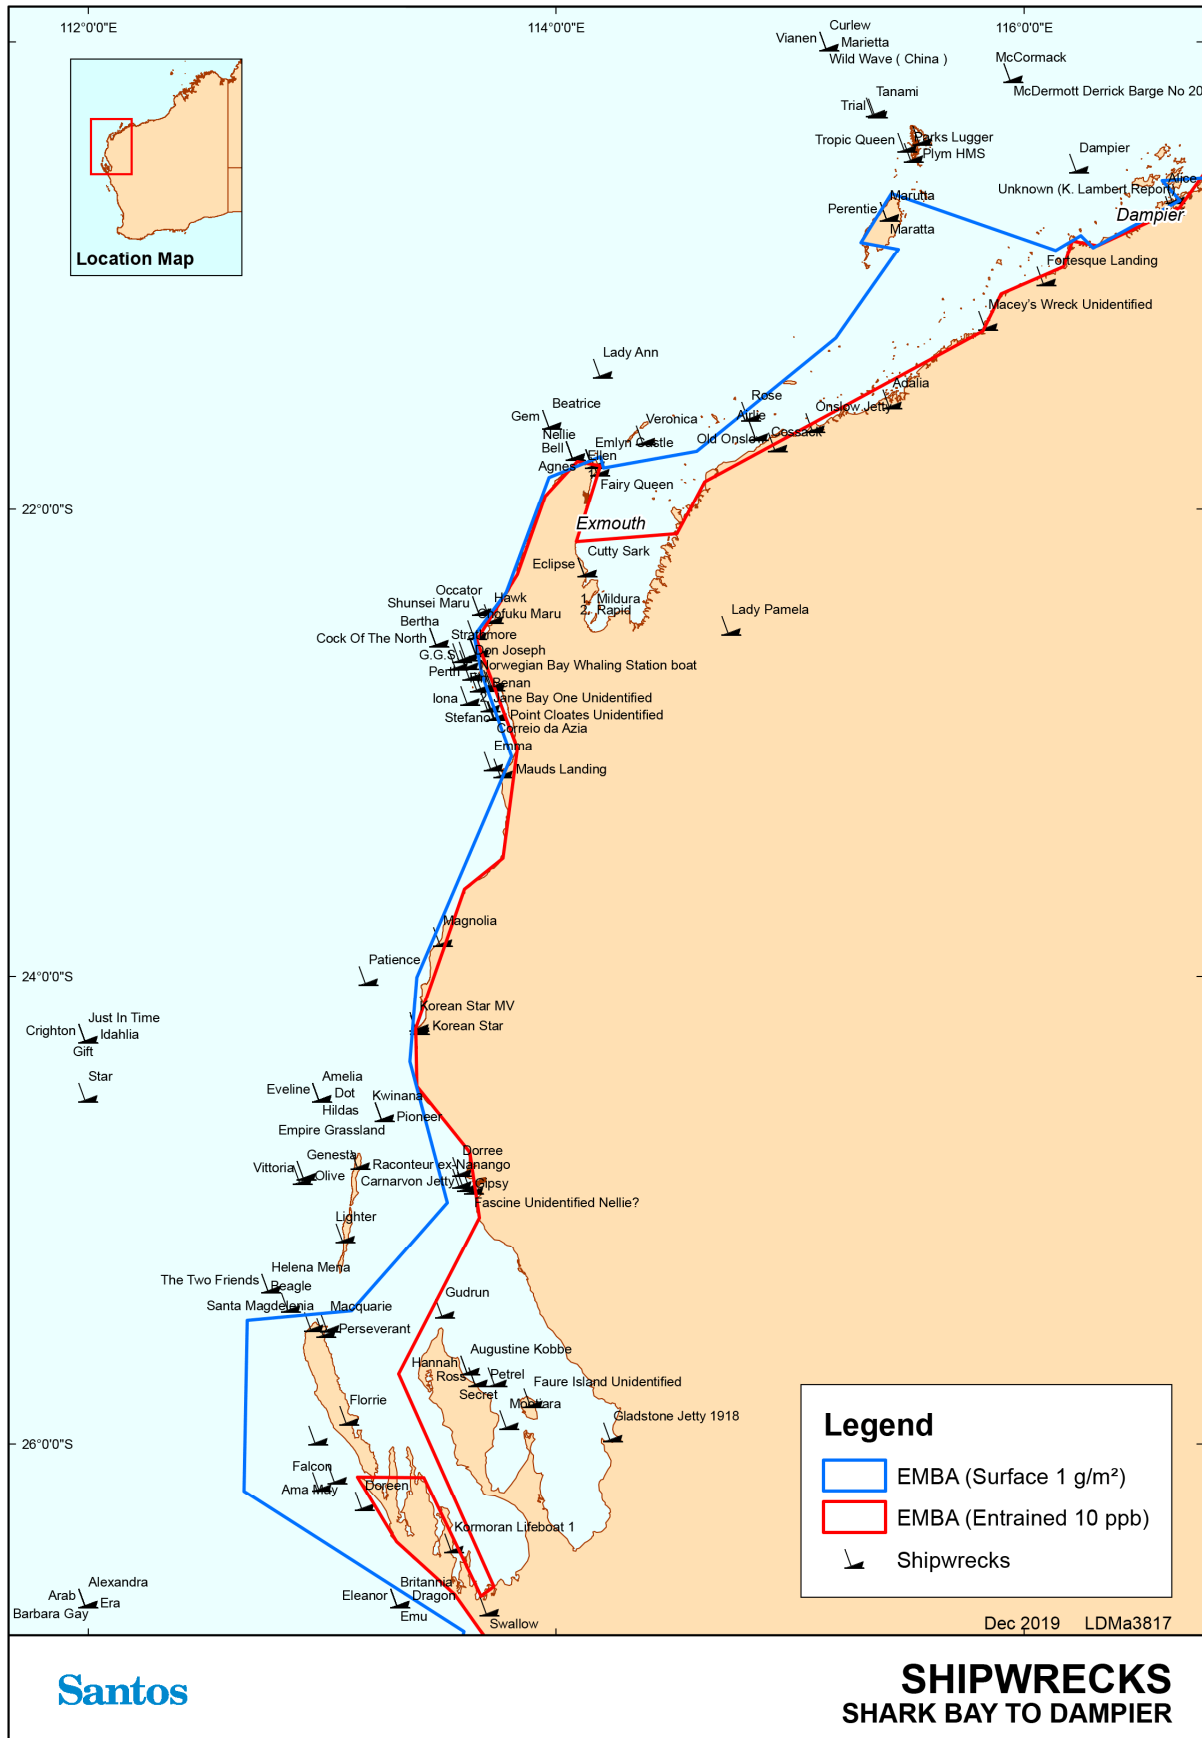 112°0'0"E
114°0'0"E
116°0'0"E
Curlew
Vianen
Marietta
Wild Wave ( China )
McCormack
McDermott Derrick Barge No 20
Tanami
Trial
Tropic Queen
Parks Lugger
Plym HMS
Dampier
Alice
Unknown (K. Lambert Report)
Dampier
Marutta
Perentie
Maratta
Fortesque Landing
Macey's Wreck Unidentified
Location Map
Lady Ann
Adalia
Rose
Onslow Jetty
Airlie
Old Onslow
Cossack
Beatrice
Gem
Veronica
Nellie
Emlyn Castle
Bell
Ellen
Agnes
Fairy Queen
22°0'0"S
Exmouth
Cutty Sark
Eclipse
1. Mildura
2. Rapid
Lady Pamela
Occator
Hawk
Shunsei Maru
Chofuku Maru
Bertha
Strathmore
Cock Of The North
Don Joseph
G.G.S.
Norwegian Bay Whaling Station boat
Perth
Benan
Iona
2. Jane Bay One Unidentified
Stefano
Point Cloates Unidentified
Correio da Azia
Emma
Mauds Landing
Magnolia
Patience
24°0'0"S
Korean Star MV
Korean Star
Just In Time
Crighton
Idahlia
Gift
Star
Amelia
Eveline
Dot
Hildas
Kwinana
Pioneer
Empire Grassland
Dorree
Genesta
Vittoria
Olive
Raconteur ex-Nanango
Carnarvon Jetty
Gipsy
Fascine Unidentified Nellie?
Lighter
Helena Mena
The Two Friends
Beagle
Santa Magdelenia
Macquarie
Perseverant
Gudrun
Augustine Kobbe
Hannah
Ross
Petrel
Secret
Faure Island Unidentified
Montiara
Gladstone Jetty 1918
Florrie
26°0'0"S
Falcon
Ama May
Doreen
Kormoran Lifeboat 1
Britannia
Eleanor
Dragon
Emu
Swallow
Alexandra
Arab
Era
Barbara Gay
Legend
EMBA (Surface 1 g/m²)
EMBA (Entrained 10 ppb)
Shipwrecks
Dec 2019 LDMa3817
Santos
SHIPWRECKS
SHARK BAY TO DAMPIER